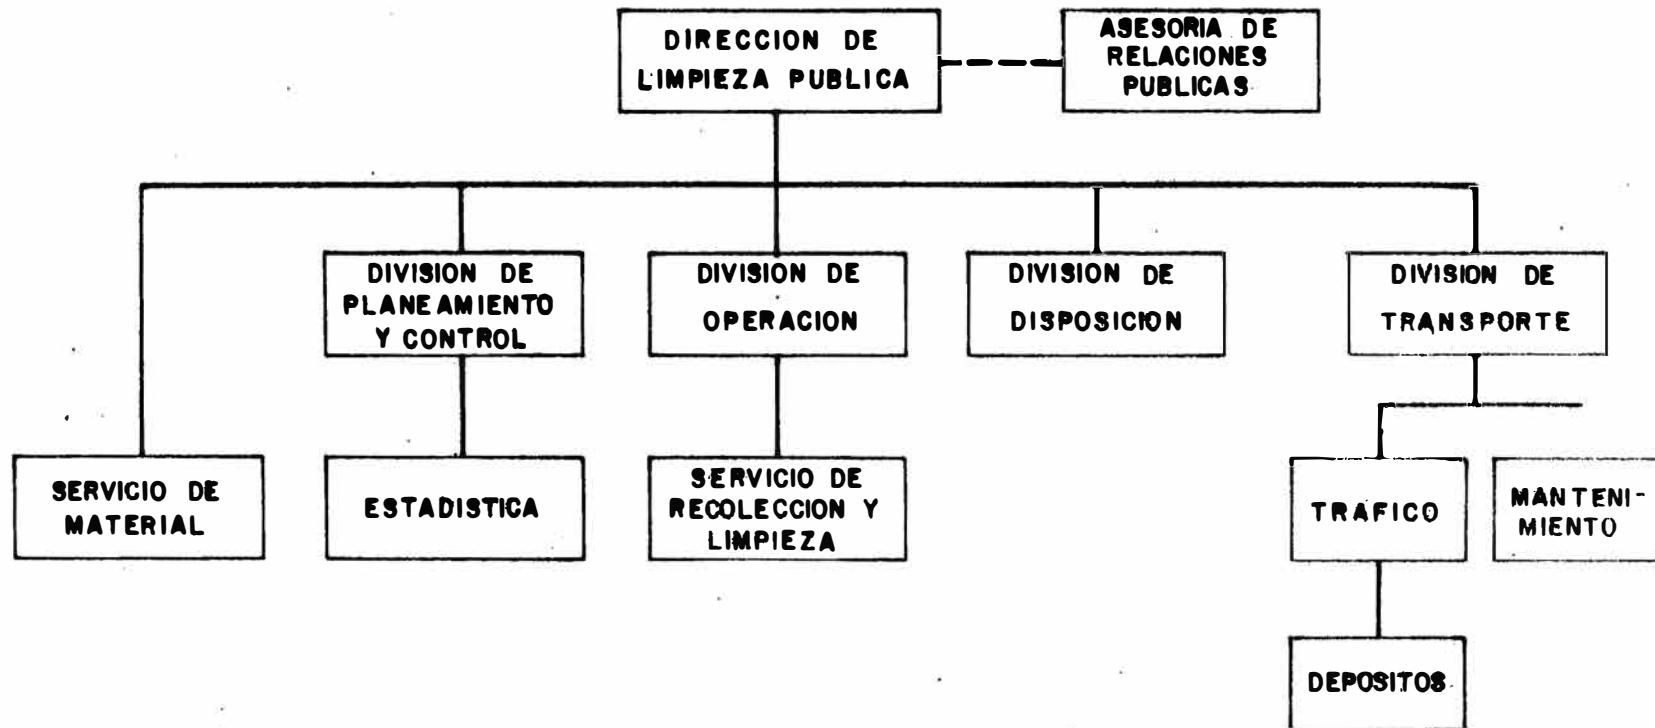 DIRECCION DE
LIMPIEZA PUBLICA
ASESORIA DE
RELACIONES
PUBLICAS
DIVISION DE
PLANEAMIENTO
Y CONTROL
DIVISION DE
OPERACION
DIVISION DE
DISPOSICION
DIVISION DE
TRANSPORTE
SERVICIO DE
MATERIAL
ESTADISTICA
SERVICIO DE
RECOLECCION Y
LIMPIEZA
TRAFICO
MANTENI-
MIENTO
DEPOSITOS